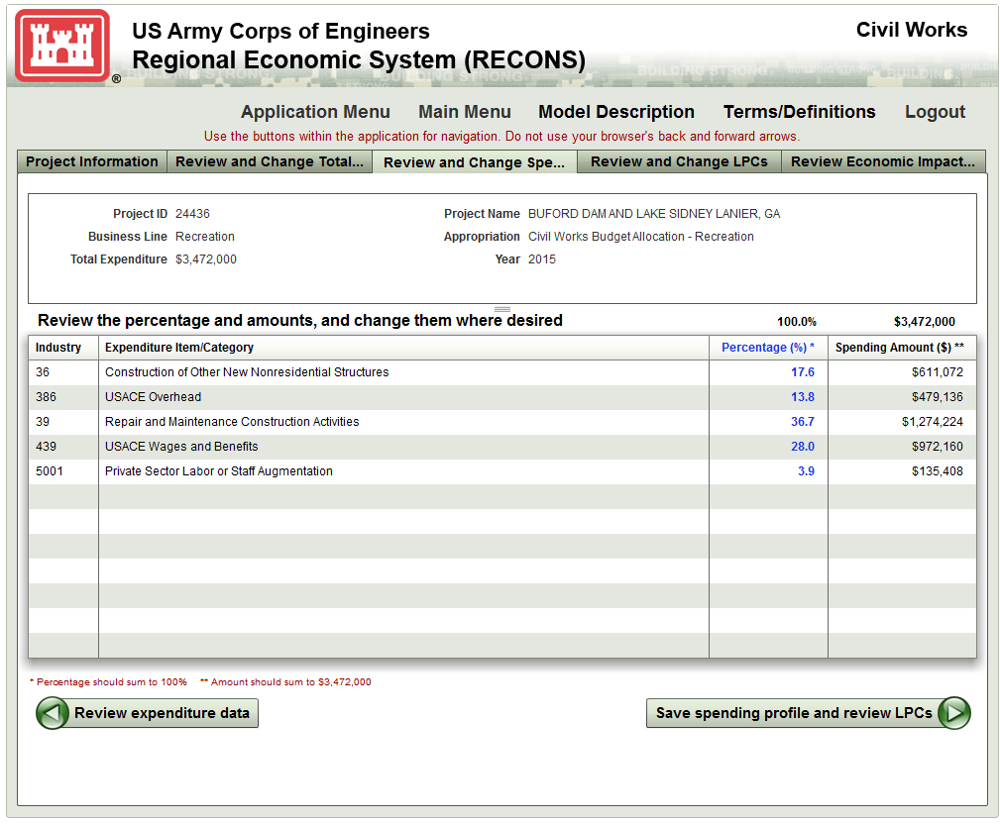 US Army Corps of Engineers
Civil Works
Regional Economic System (RECONS)
®
BUILDING STRONG
Application Menu Main Menu Model Description Terms/Definitions Logout
Use the buttons within the application for navigation. Do not use your browser's back and forward arrows.
Project Information Review and Change Total... Review and Change Spe... Review and Change LPCs Review Economic Impact...
Project ID 24436 Project Name BUFORD DAM AND LAKE SIDNEY LANIER, GA
Business Line Recreation Appropriation Civil Works Budget Allocation - Recreation
Total Expenditure $3,472,000 Year 2015
Review the percentage and amounts, and change them where desired 100.0% $3,472,000
Industry Expenditure Item/Category Percentage (%) * Spending Amount ($) **
36 Construction of Other New Nonresidential Structures 17.6 $611,072
386 USACE Overhead 13.8 $479,136
39 Repair and Maintenance Construction Activities 36.7 $1,274,224
439 USACE Wages and Benefits 28.0 $972,160
5001 Private Sector Labor or Staff Augmentation 3.9 $135,408
* Percentage should sum to 100% ** Amount should sum to $3,472,000
Review expenditure data Save spending profile and review LPCs